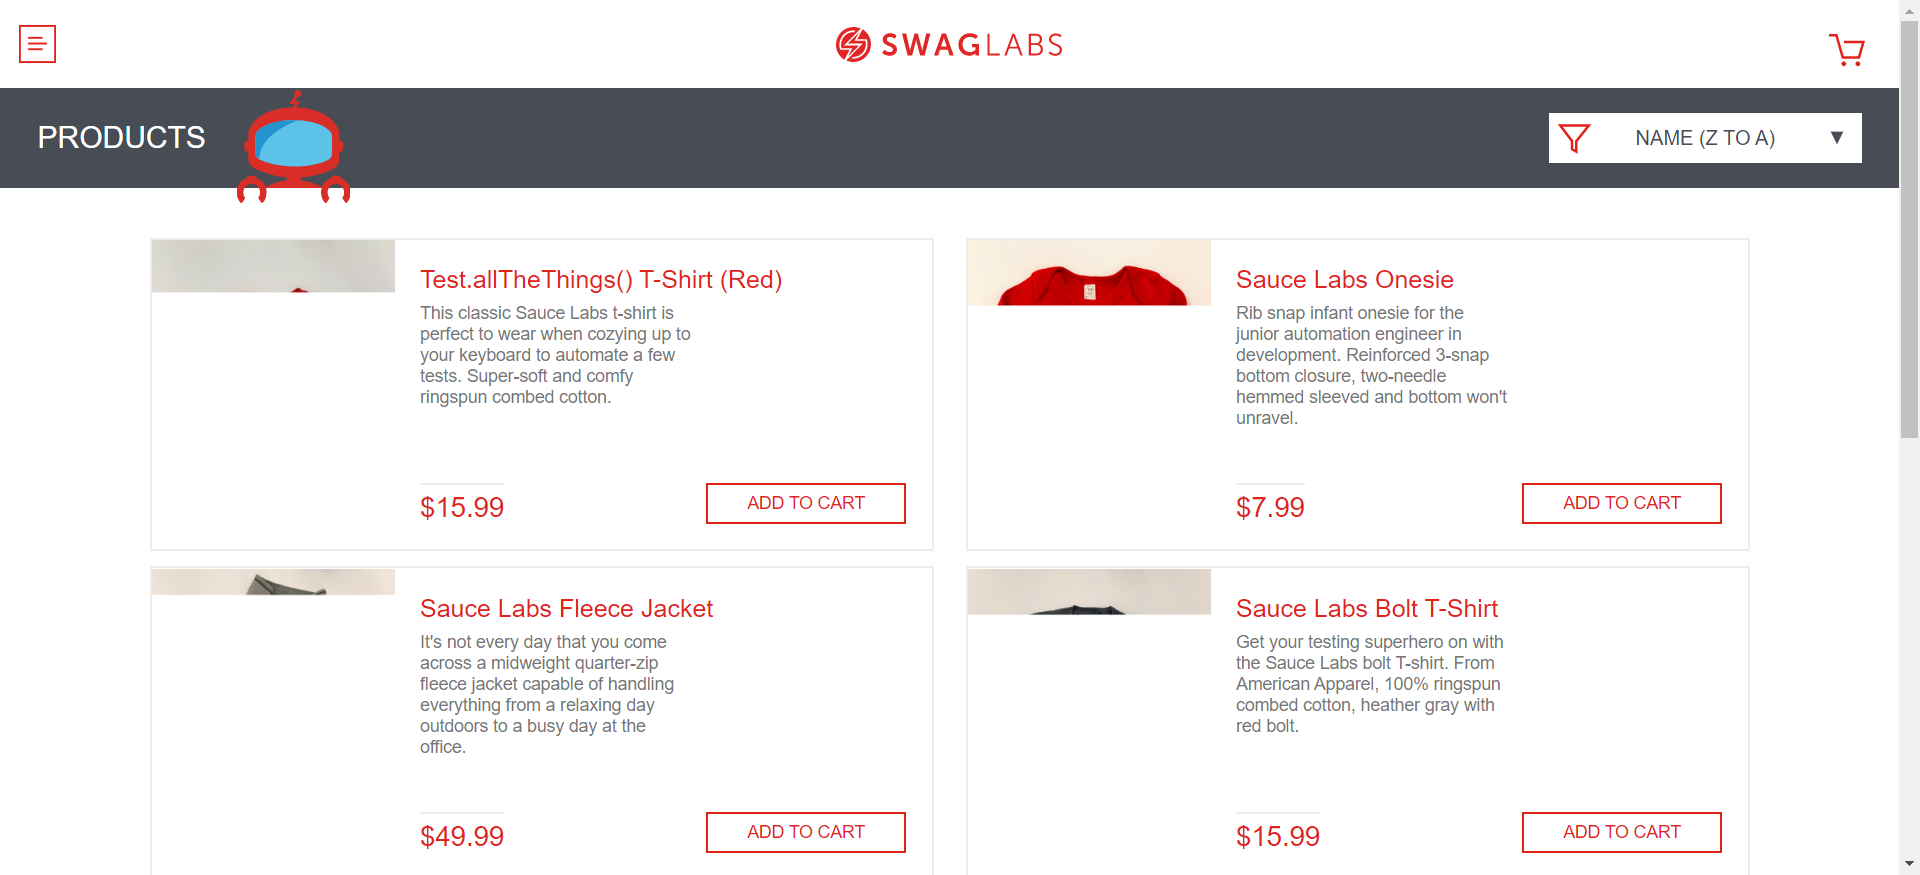 SWAGLABS
PRODUCTS
NAME (Z TO A)
Test.allTheThings() T-Shirt (Red)
This classic Sauce Labs t-shirt is
perfect to wear when cozying up to
your keyboard to automate a few
tests. Super-soft and comfy
ringspun combed cotton.
$15.99
ADD TO CART
Sauce Labs Onesie
Rib snap infant onesie for the
junior automation engineer in
development. Reinforced 3-snap
bottom closure, two-needle
hemmed sleeved and bottom won't
unravel.
$7.99
ADD TO CART
Sauce Labs Fleece Jacket
It's not every day that you come
across a midweight quarter-zip
fleece jacket capable of handling
everything from a relaxing day
outdoors to a busy day at the
office.
$49.99
ADD TO CART
Sauce Labs Bolt T-Shirt
Get your testing superhero on with
the Sauce Labs bolt T-shirt. From
American Apparel, 100% ringspun
combed cotton, heather gray with
red bolt.
$15.99
ADD TO CART